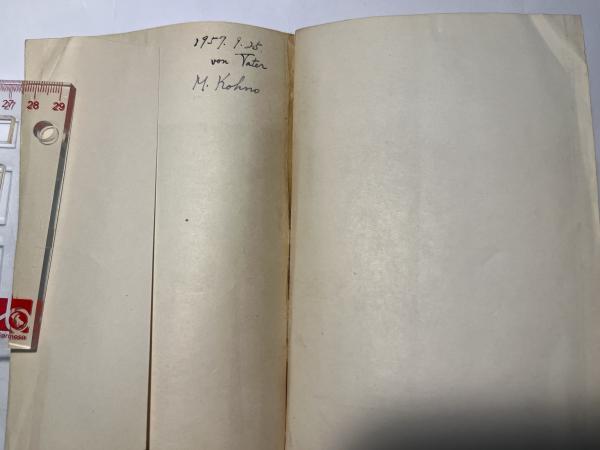 1957. 9. 25.
von Vater
M. Kohno
27 28 29